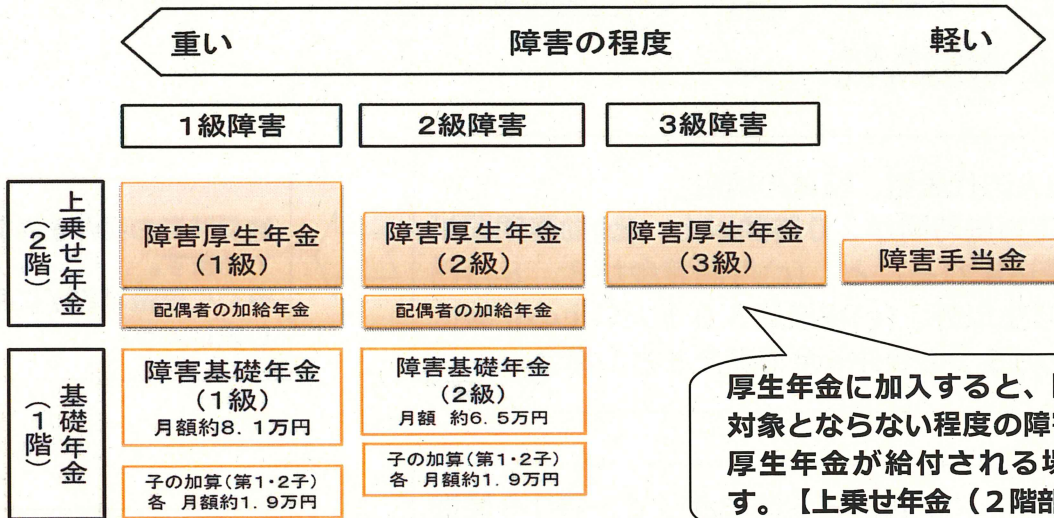 重い 障害の程度 軽い
1級障害 2級障害 3級障害
上乗せ年金
(2階)
障害厚生年金
(1級)
配偶者の加給年金
障害厚生年金
(2級)
配偶者の加給年金
障害厚生年金
(3級)
障害手当金
基礎年金
(1階)
障害基礎年金
(1級)
月額約8.1万円
子の加算(第1・2子)
各 月額約1.9万円
障害基礎年金
(2級)
月額 約6.5万円
子の加算(第1・2子)
各 月額約1.9万円
厚生年金に加入すると、
対象とならない程度の障
厚生年金が給付される
す。【上乗せ年金(2階部